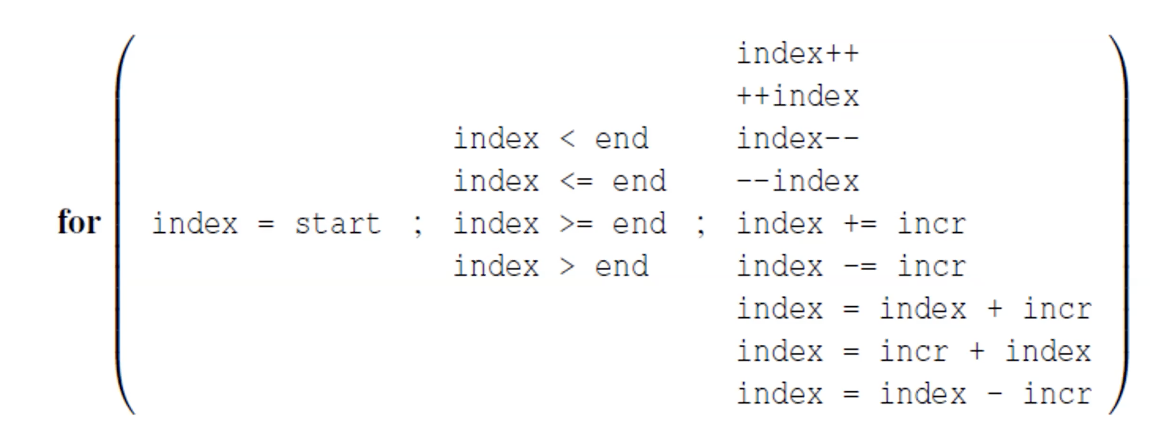 index++
++index
index < end index--
index <= end --index
for ( index = start ; index >= end ; index += incr )
index > end index -= incr
index = index + incr
index = incr + index
index = index - incr